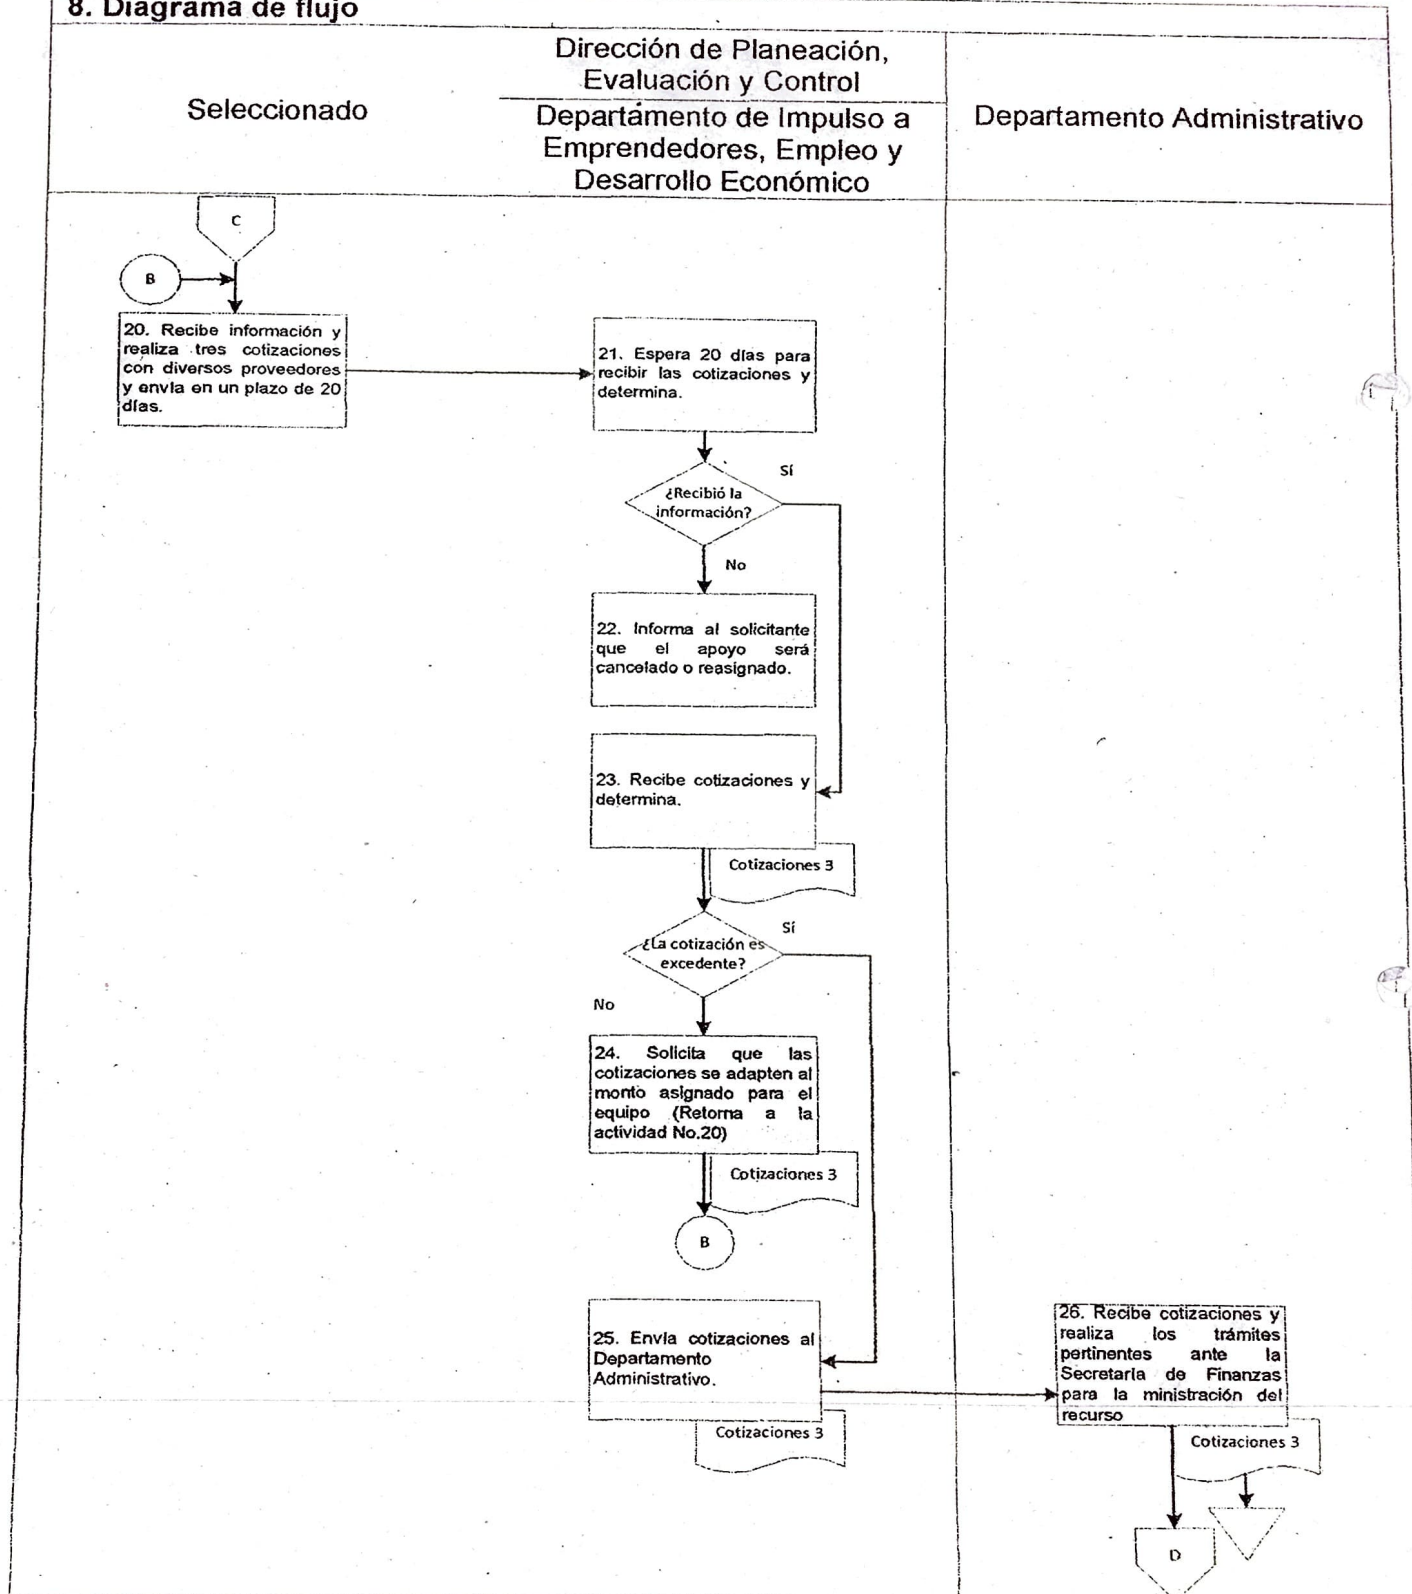 8. Diagrama de flujo
Seleccionado
Dirección de Planeación,
Evaluación y Control
Departamento de Impulso a
Emprendedores, Empleo y
Desarrollo Económico
Departamento Administrativo
C
B
20. Recibe información y
realiza tres cotizaciones
con diversos proveedores
y envía en un plazo de 20
días.
21. Espera 20 días para
recibir las cotizaciones y
determina.
Sí
¿Recibió la
información?
No
22. Informa al solicitante
que el apoyo será
cancelado o reasignado.
23. Recibe cotizaciones y
determina.
Cotizaciones 3
Sí
¿La cotización es
excedente?
No
24. Solicita que las
cotizaciones se adapten al
monto asignado para el
equipo (Retorna a la
actividad No.20)
Cotizaciones 3
B
25. Envía cotizaciones al
Departamento
Administrativo.
Cotizaciones 3
26. Recibe cotizaciones y
realiza los trámites
pertinentes ante la
Secretaría de Finanzas
para la ministración del
recurso
Cotizaciones 3
D